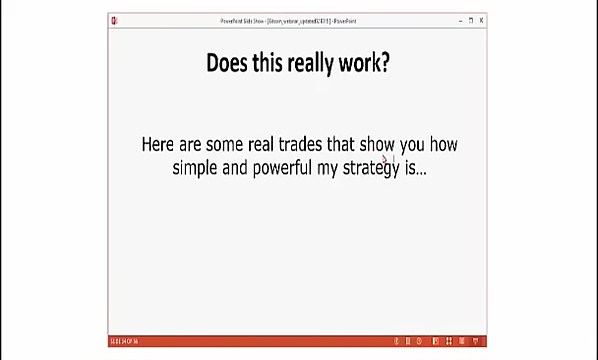 Does this really work?
Here are some real trades that show you how
simple and powerful my strategy is...